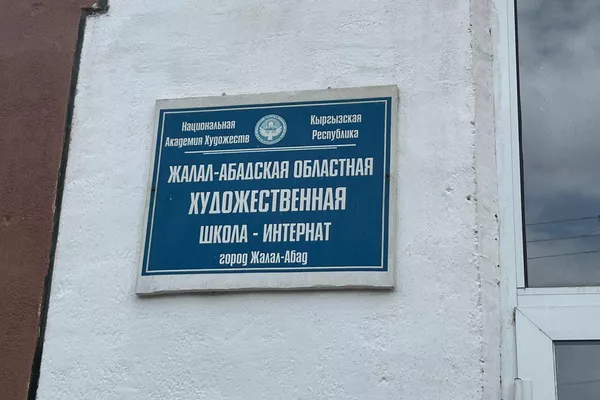 Национальная
Академия Художеств
Кыргызская
Республика
ЖАЛАЛ-АБАДСКАЯ ОБЛАСТНАЯ
ХУДОЖЕСТВЕННАЯ
ШКОЛА - ИНТЕРНАТ
город Жалал-Абад